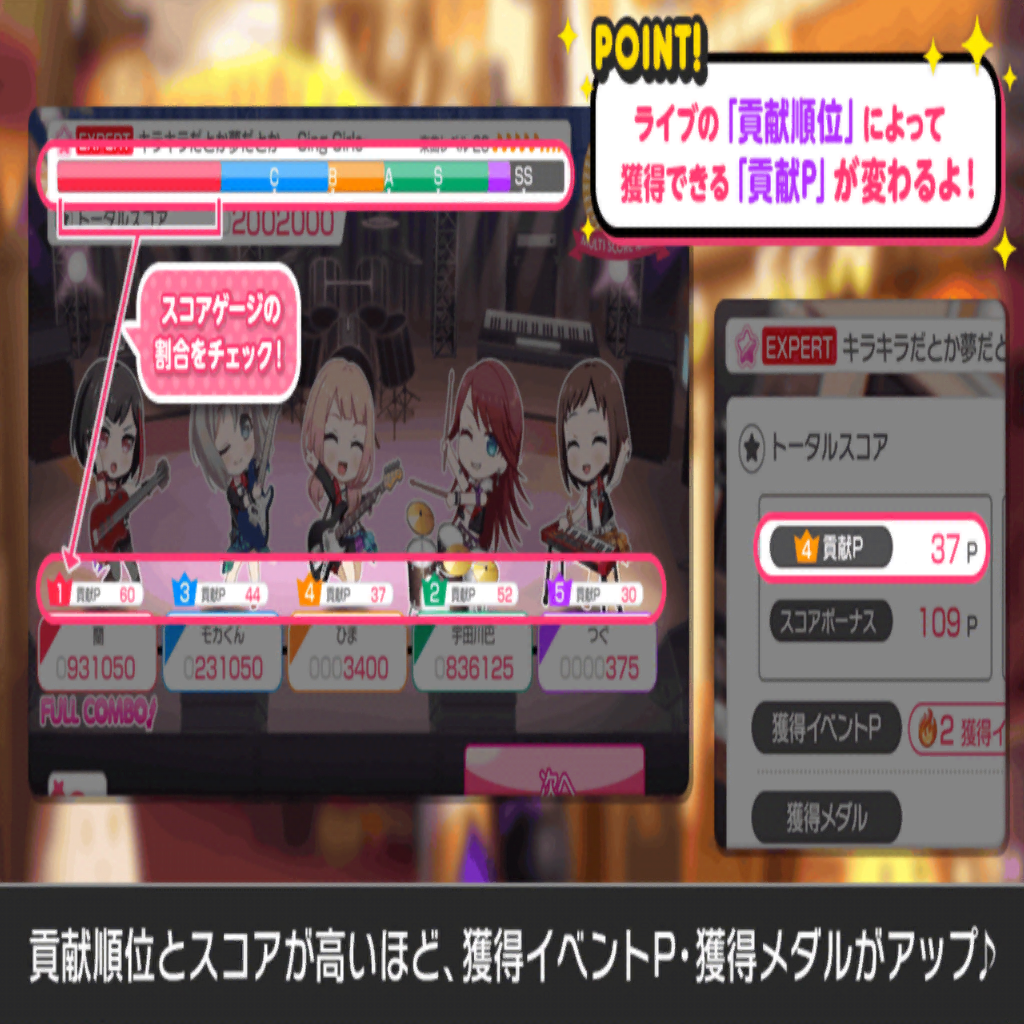 POINT!
ライブの「貢献順位」によって
獲得できる「貢献P」が変わるよ!
EXPERT キラキラだとか夢だとか ~Sing Girls~
C B A S SS
トータルスコア 2002000
MULTI SCORE
スコアゲージの
割合をチェック!
1 貢献P 60
3 貢献P 44
4 貢献P 37
2 貢献P 52
5 貢献P 30
蘭
0931050
モカくん
0231050
ひま
0003400
宇田川巴
0836125
つぐ
0000375
FULL COMBO!
次へ
EXPERT キラキラだとか夢だと
トータルスコア
4 貢献P 37 P
スコアボーナス 109 P
獲得イベントP 2 獲得イ
獲得メダル
貢献順位とスコアが高いほど、獲得イベントP・獲得メダルがアップ♪